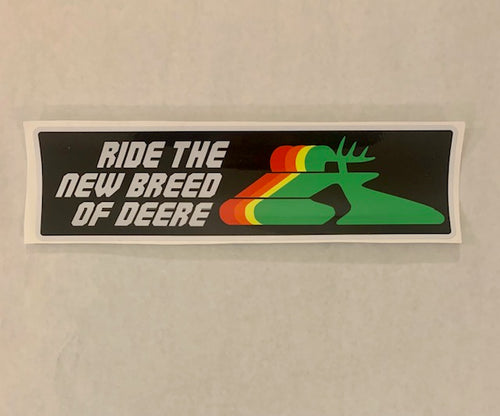 RIDE THE
NEW BREED
OF DEERE